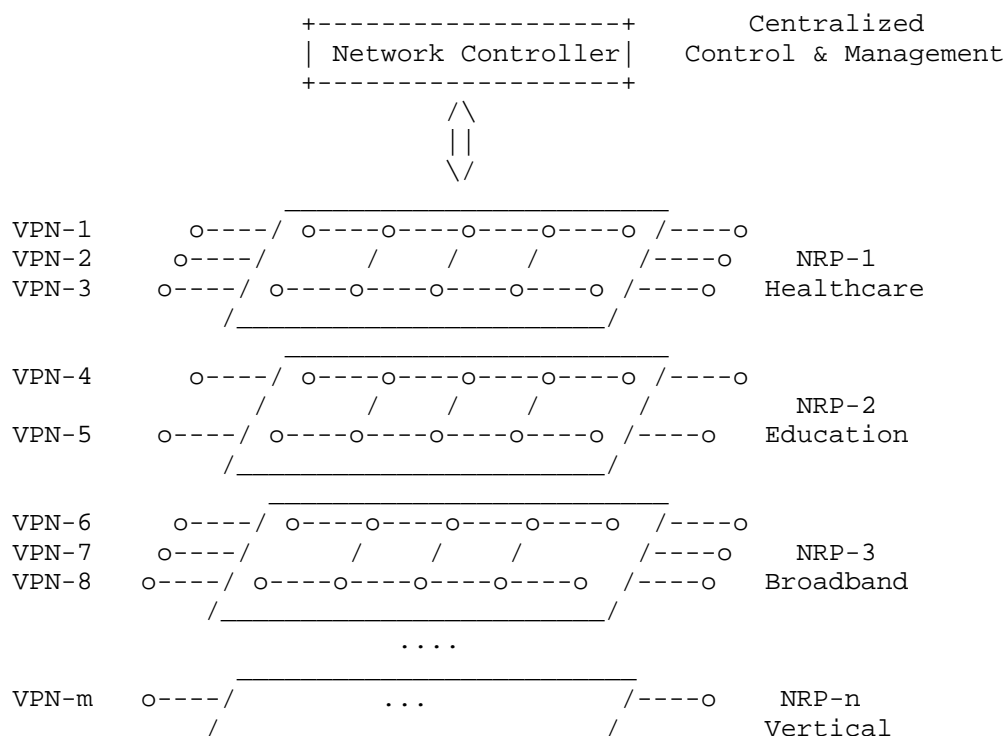 Centralized
Network Controller Control & Management
VPN-1
VPN-2 NRP-1
VPN-3 Healthcare
VPN-4
NRP-2
VPN-5 Education
VPN-6
VPN-7 NRP-3
VPN-8 Broadband
....
VPN-m ... NRP-n
Vertical